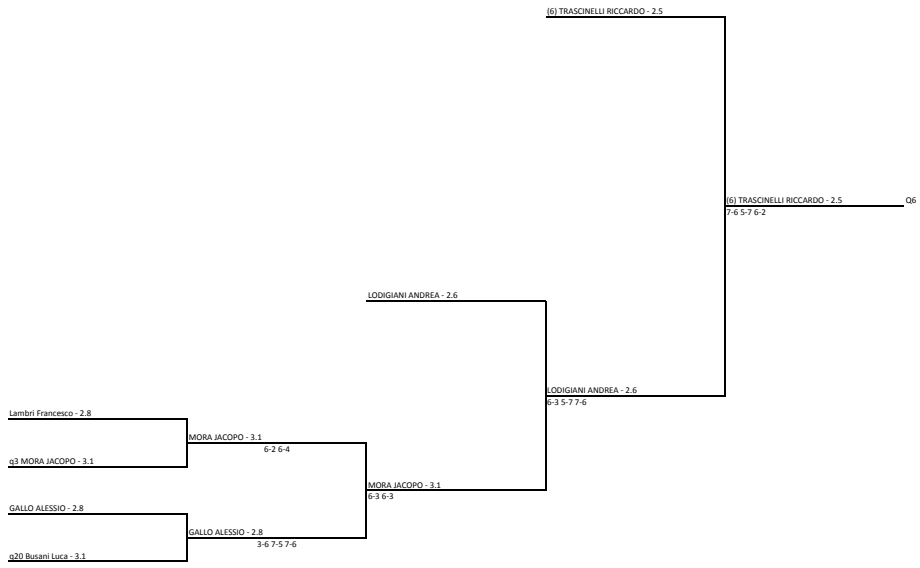 (6) TRASCINELLI RICCARDO - 2.5
(6) TRASCINELLI RICCARDO - 2.5
Q6
7-6 5-7 6-2
LODIGIANI ANDREA - 2.6
LODIGIANI ANDREA - 2.6
6-3 5-7 7-6
Lambri Francesco - 2.8
MORA JACOPO - 3.1
6-2 6-4
q3 MORA JACOPO - 3.1
MORA JACOPO - 3.1
6-3 6-3
GALLO ALESSIO - 2.8
GALLO ALESSIO - 2.8
3-6 7-5 7-6
q20 Busani Luca - 3.1